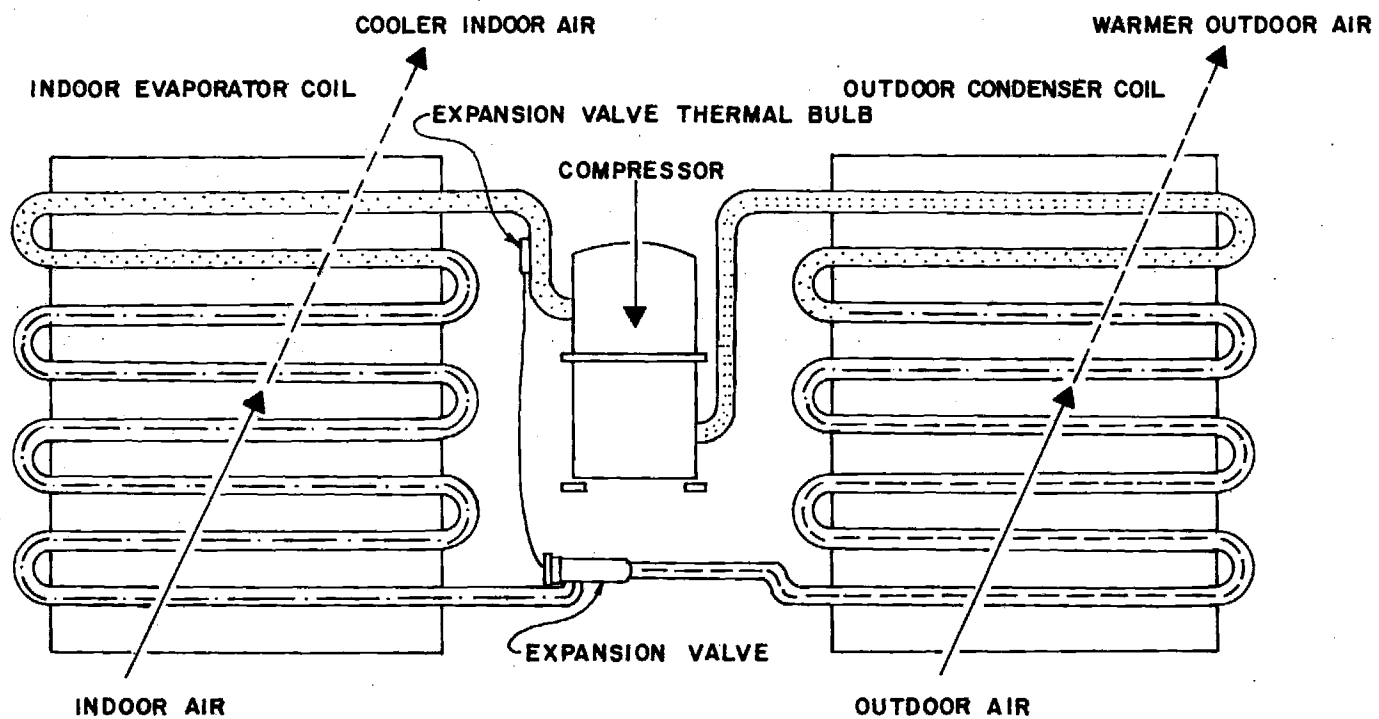 COOLER INDOOR AIR
WARMER OUTDOOR AIR
INDOOR EVAPORATOR COIL
OUTDOOR CONDENSER COIL
EXPANSION VALVE THERMAL BULB
COMPRESSOR
EXPANSION VALVE
INDOOR AIR
OUTDOOR AIR